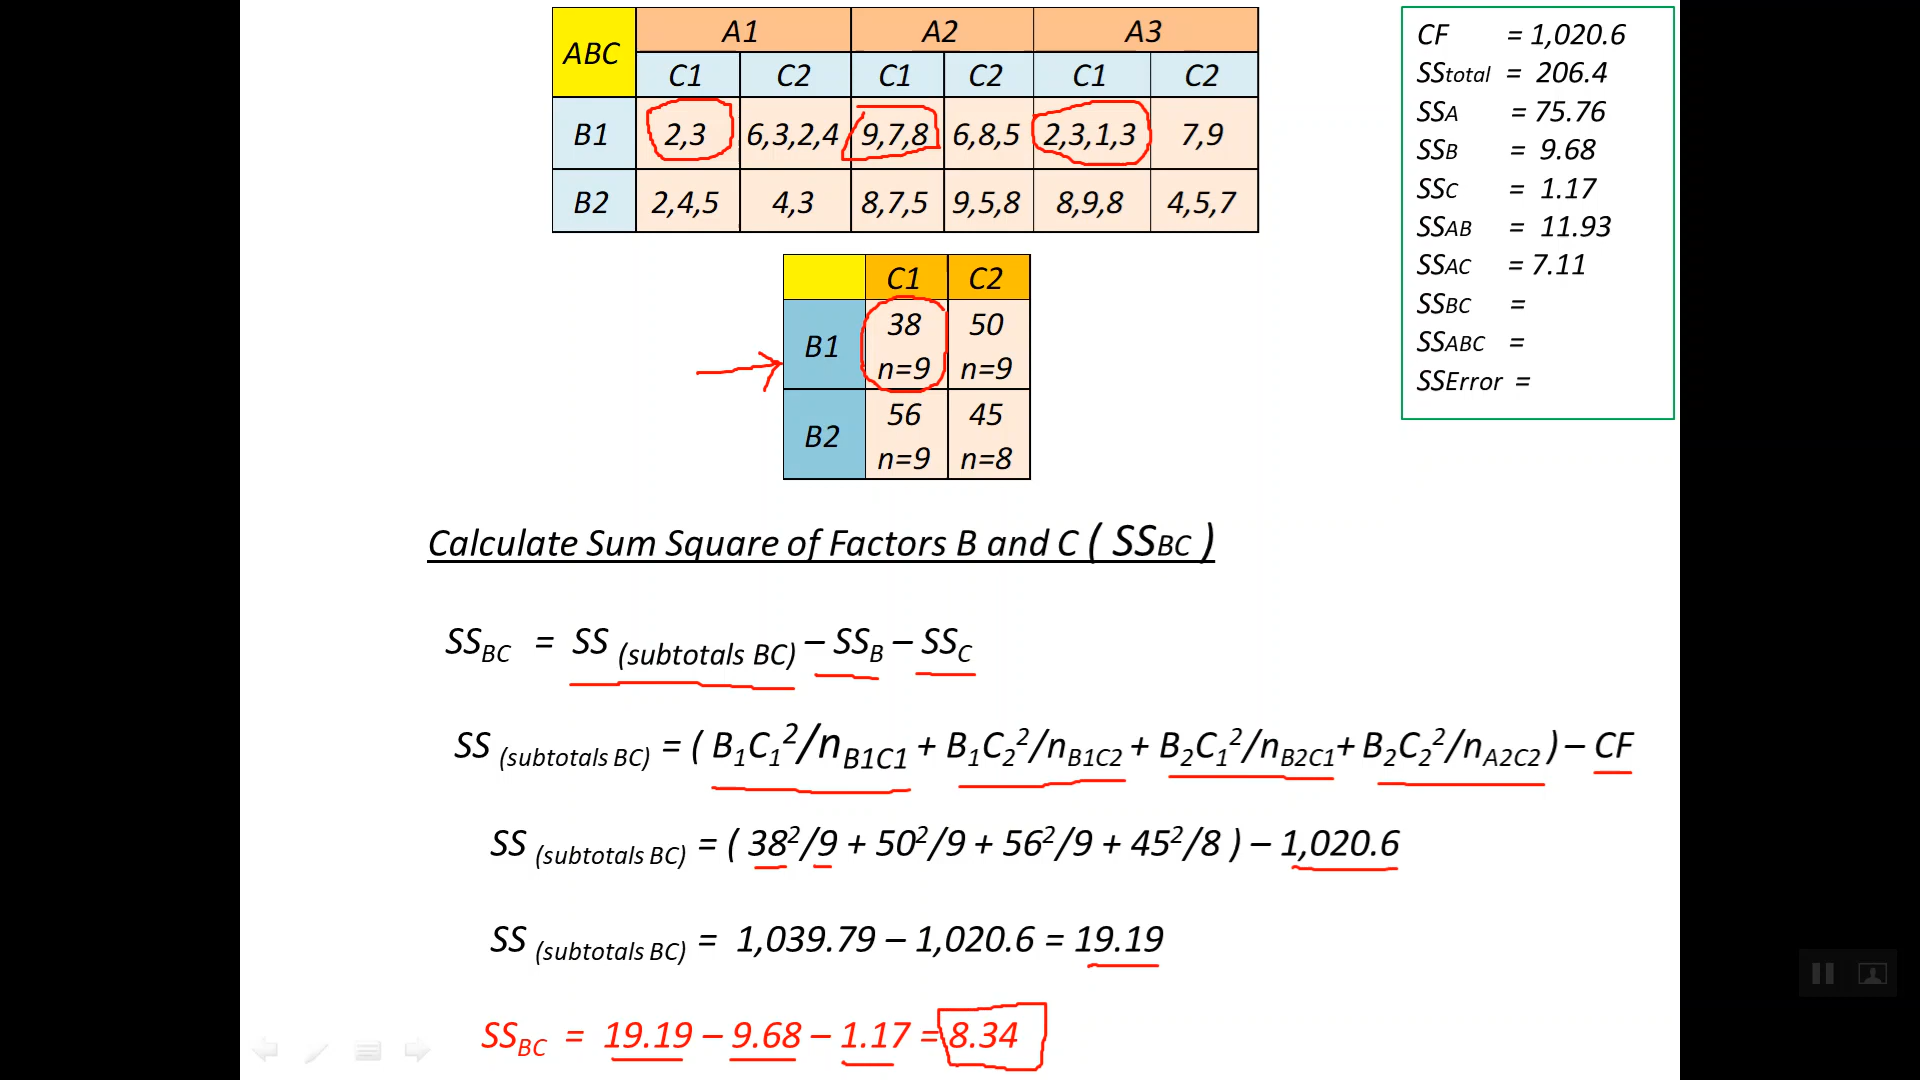 ABC A1 A2 A3
C1 C2 C1 C2 C1 C2
B1 2,3 6,3,2,4 9,7,8 6,8,5 2,3,1,3 7,9
B2 2,4,5 4,3 8,7,5 9,5,8 8,9,8 4,5,7
CF = 1,020.6
SStotal = 206.4
SSA = 75.76
SSB = 9.68
SSC = 1.17
SSAB = 11.93
SSAC = 7.11
SSBC =
SSABC =
SSError =
C1 C2
B1 38 50
n=9 n=9
B2 56 45
n=9 n=8
Calculate Sum Square of Factors B and C ( SSBC )
SSBC = SS (subtotals BC) – SSB – SSC
SS (subtotals BC) = ( B1C1²/nB1C1 + B1C2²/nB1C2 + B2C1²/nB2C1+ B2C2²/nA2C2 ) – CF
SS (subtotals BC) = ( 38²/9 + 50²/9 + 56²/9 + 45²/8 ) – 1,020.6
SS (subtotals BC) = 1,039.79 – 1,020.6 = 19.19
SSBC = 19.19 – 9.68 – 1.17 = 8.34